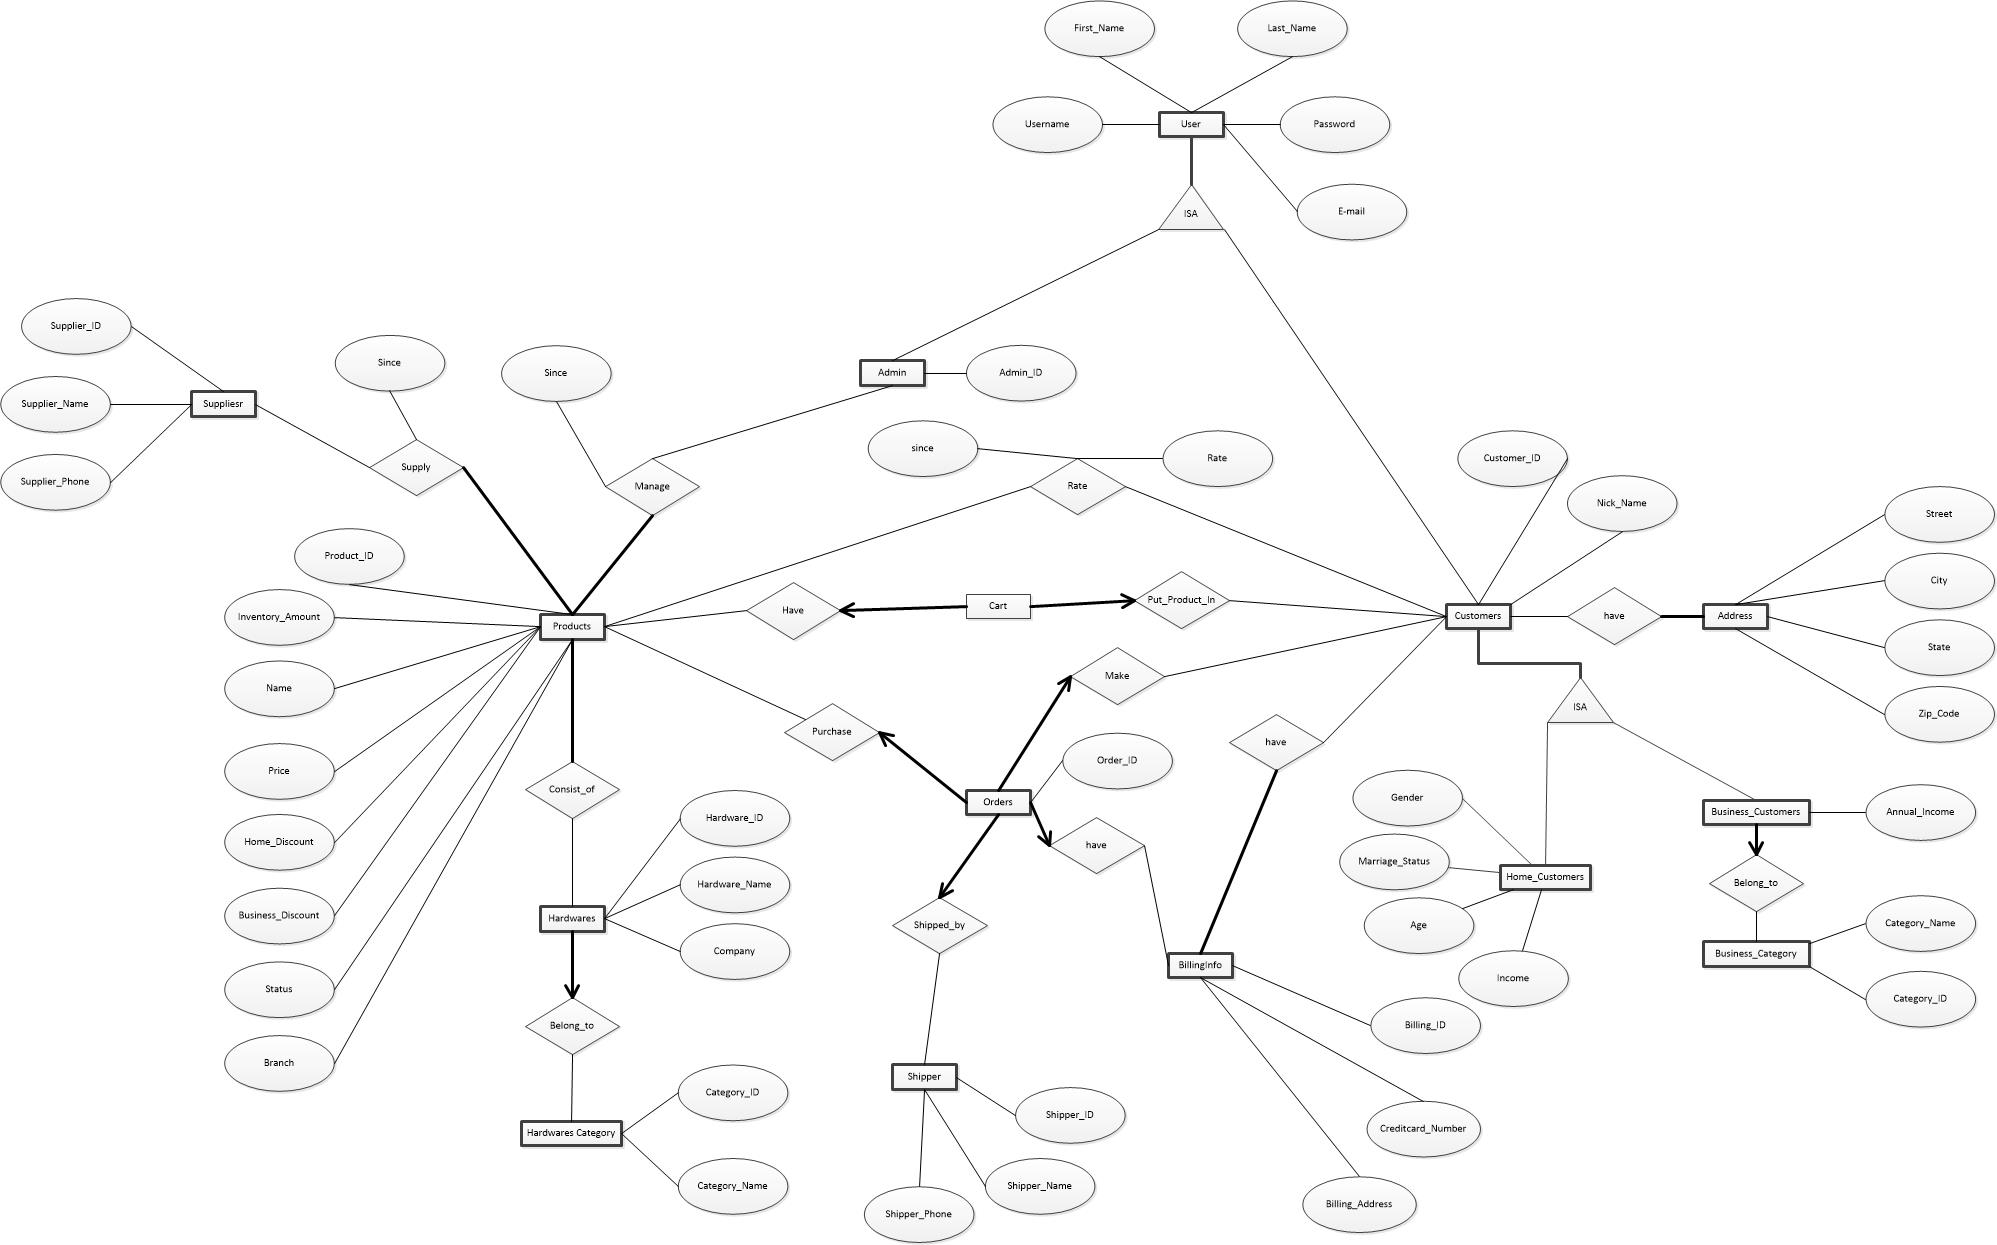 First_Name
Last_Name
Username
User
Password
E-mail
ISA
Supplier_ID
Since
Since
Admin
Admin_ID
Supplier_Name
Suppliesr
Supply
Supplier_Phone
Manage
since
Rate
Rate
Customer_ID
Nick_Name
Street
Product_ID
City
Inventory_Amount
Products
Have
Cart
Put_Product_In
Customers
have
Address
State
Name
Make
ISA
Zip_Code
Price
Purchase
have
Order_ID
Consist_of
Orders
Gender
Business_Customers
Annual_Income
Home_Discount
Hardware_ID
have
Marriage_Status
Home_Customers
Belong_to
Hardware_Name
Business_Discount
Hardwares
Shipped_by
Age
Category_Name
Company
BillingInfo
Business_Category
Status
Income
Category_ID
Belong_to
Billing_ID
Branch
Shipper
Category_ID
Shipper_ID
Hardwares Category
Creditcard_Number
Category_Name
Shipper_Name
Shipper_Phone
Billing_Address